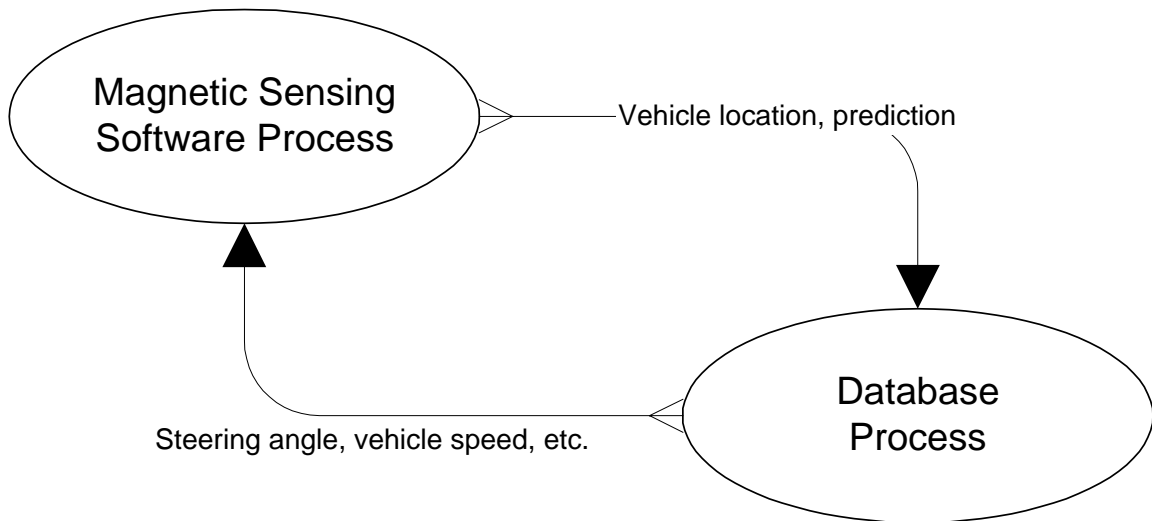 Magnetic Sensing
Software Process
Vehicle location, prediction
Steering angle, vehicle speed, etc.
Database
Process